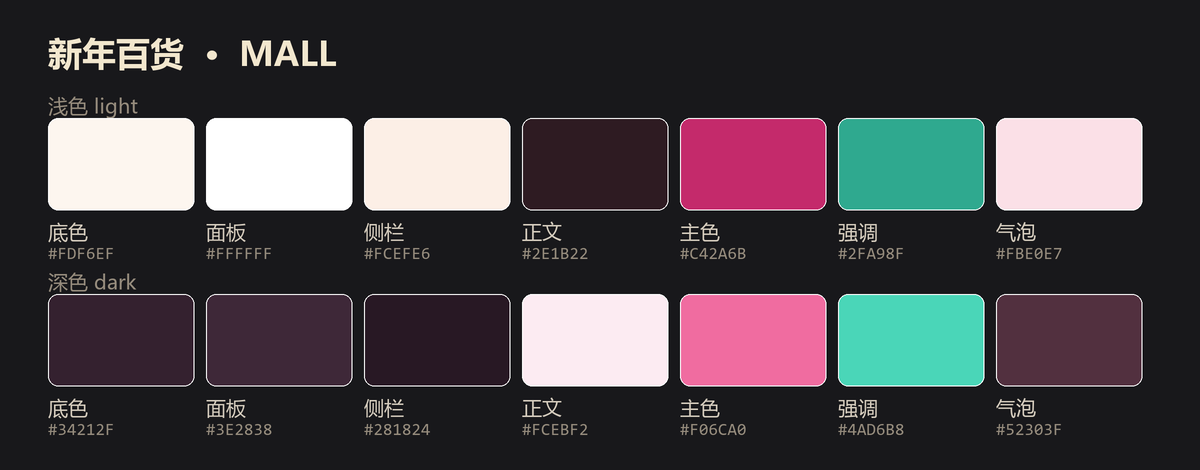 新年百货 • MALL
浅色 light
底色 面板 侧栏 正文 主色 强调 气泡
#FDF6EF #FFFFFF #FCEFE6 #2E1B22 #C42A6B #2FA98F #FBE0E7
深色 dark
底色 面板 侧栏 正文 主色 强调 气泡
#34212F #3E2838 #281824 #FCEBF2 #F06CA0 #4AD6B8 #52303F